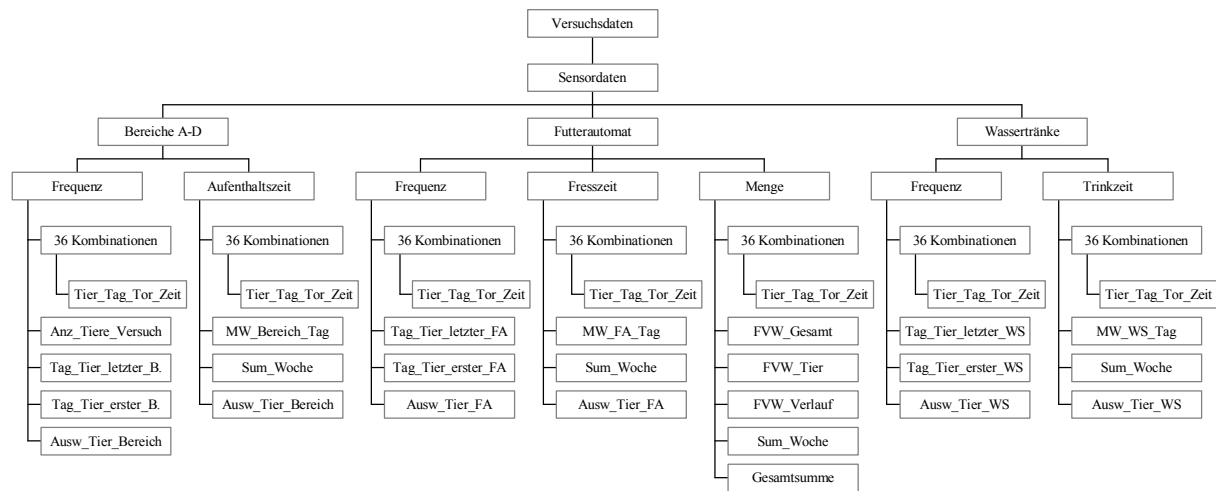 Versuchsdaten
Sensordaten
Bereiche A-D
Futterautomat
Wassertränke
Frequenz
Aufenthaltszeit
Frequenz
Fresszeit
Menge
Frequenz
Trinkzeit
36 Kombinationen
36 Kombinationen
36 Kombinationen
36 Kombinationen
36 Kombinationen
36 Kombinationen
36 Kombinationen
Tier_Tag_Tor_Zeit
Tier_Tag_Tor_Zeit
Tier_Tag_Tor_Zeit
Tier_Tag_Tor_Zeit
Tier_Tag_Tor_Zeit
Tier_Tag_Tor_Zeit
Tier_Tag_Tor_Zeit
Anz_Tiere_Versuch
MW_Bereich_Tag
Tag_Tier_letzter_FA
MW_FA_Tag
FVW_Gesamt
Tag_Tier_letzter_WS
MW_WS_Tag
Tag_Tier_letzter_B.
Sum_Woche
Tag_Tier_erster_FA
Sum_Woche
FVW_Tier
Tag_Tier_erster_WS
Sum_Woche
Tag_Tier_erster_B.
Ausw_Tier_Bereich
Ausw_Tier_FA
Ausw_Tier_FA
FVW_Verlauf
Ausw_Tier_WS
Ausw_Tier_WS
Ausw_Tier_Bereich
Sum_Woche
Gesamtsumme